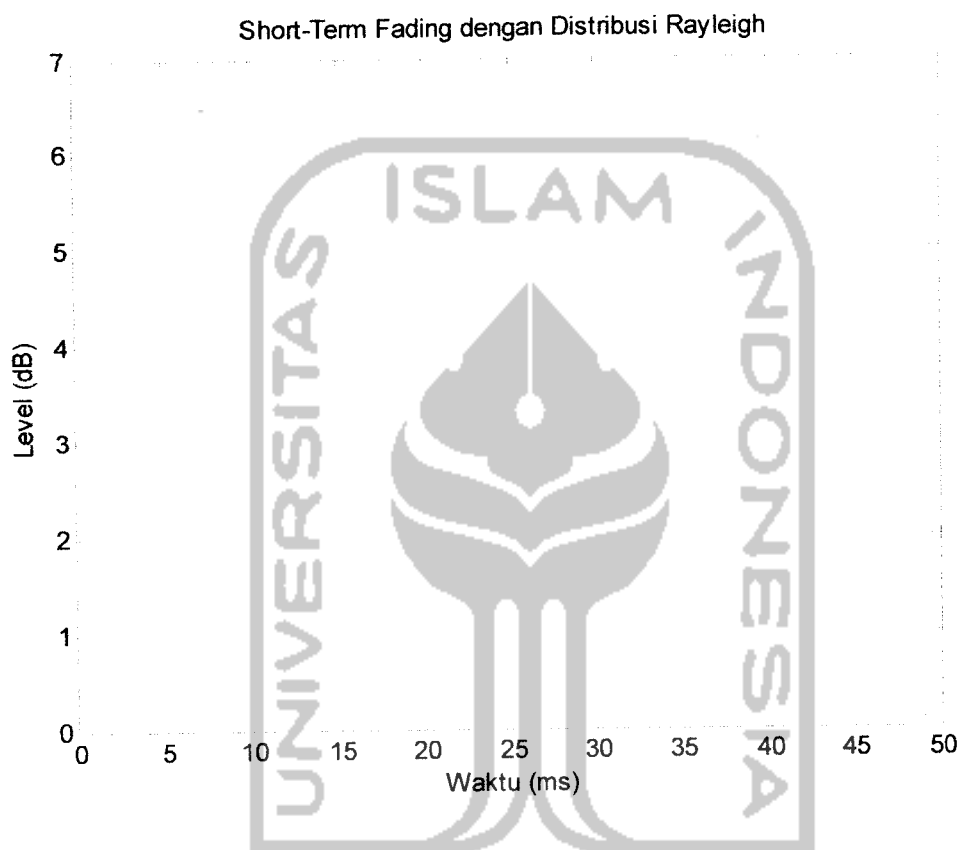 Short-Term Fading dengan Distribusi Rayleigh
7
6
5
4
3
2
1
0
Level (dB)
0 5 10 15 20 25 30 35 40 45 50
Waktu (ms)
UNIVERSITAS
ISLAM
INDONESIA